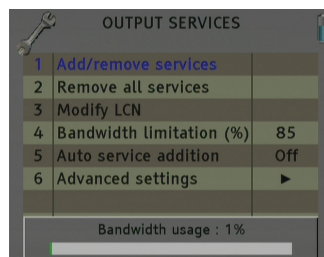 OUTPUT SERVICES
1 Add/remove services
2 Remove all services
3 Modify LCN
4 Bandwidth limitation (%) 85
5 Auto service addition Off
6 Advanced settings ►
Bandwidth usage : 1%